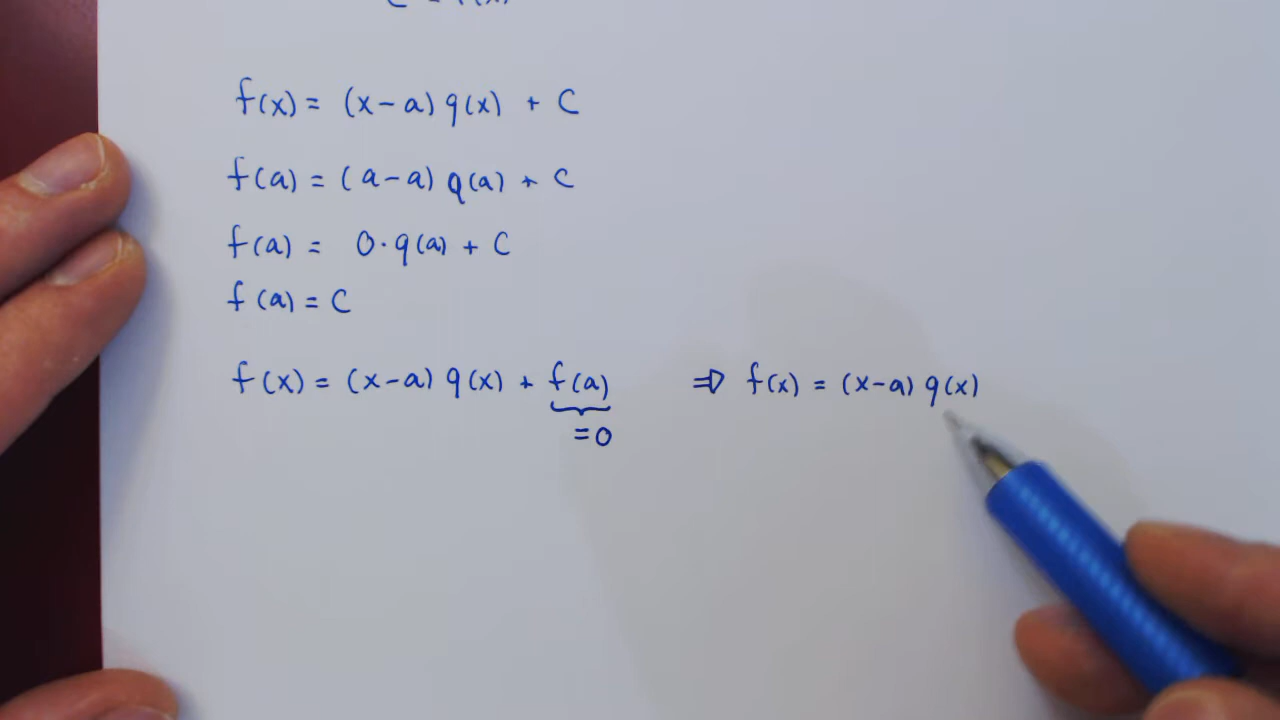 f(x) = (x-a) q(x) + C
f(a) = (a-a) q(a) + C
f(a) = 0·q(a) + C
f(a) = C
f(x) = (x-a) q(x) + f(a) ⇒ f(x) = (x-a) q(x)
=0